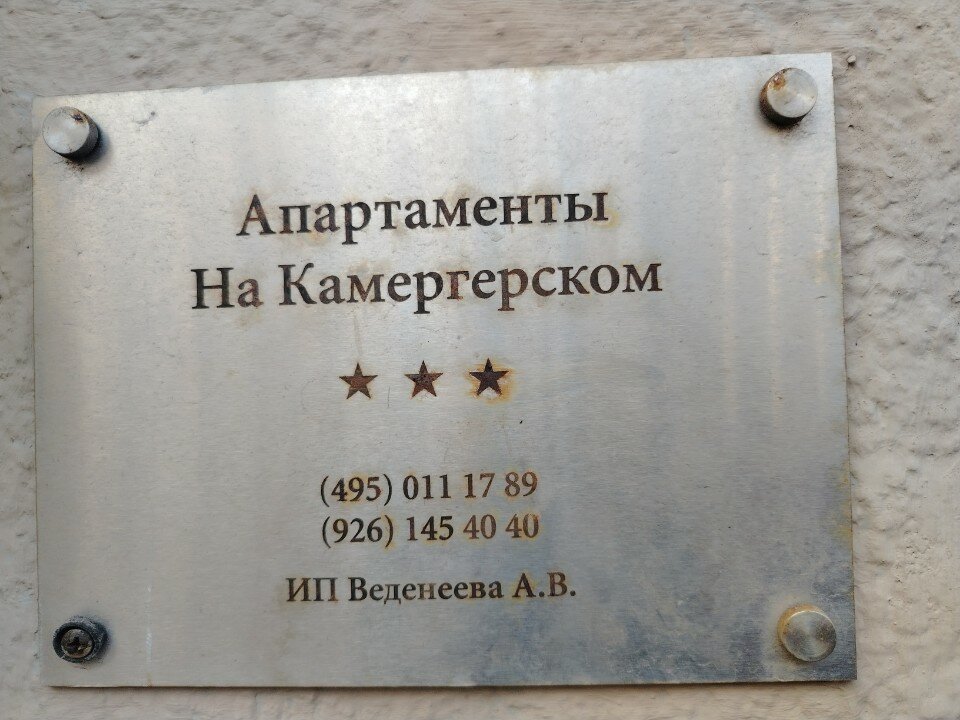 Апартаменты
На Камергерском
★ ★ ★
(495) 011 17 89
(926) 145 40 40
ИП Веденеева А.В.